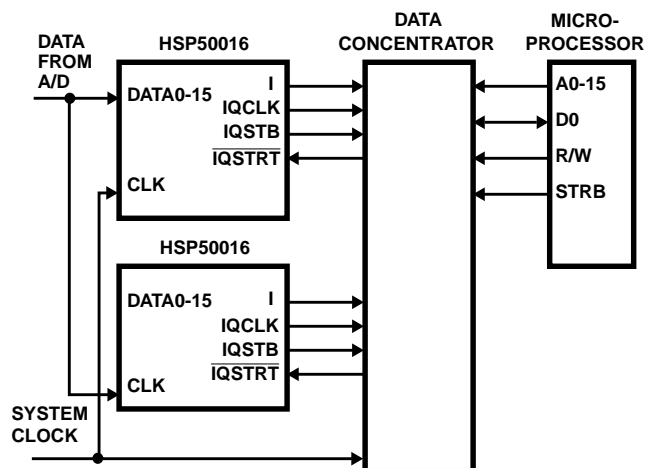 DATA
FROM
A/D
HSP50016
DATA0-15
I
IQCLK
IQSTB
IQSTRT
CLK
HSP50016
DATA0-15
I
IQCLK
IQSTB
IQSTRT
CLK
SYSTEM
CLOCK
DATA
CONCENTRATOR
MICRO-
PROCESSOR
A0-15
D0
R/W
STRB